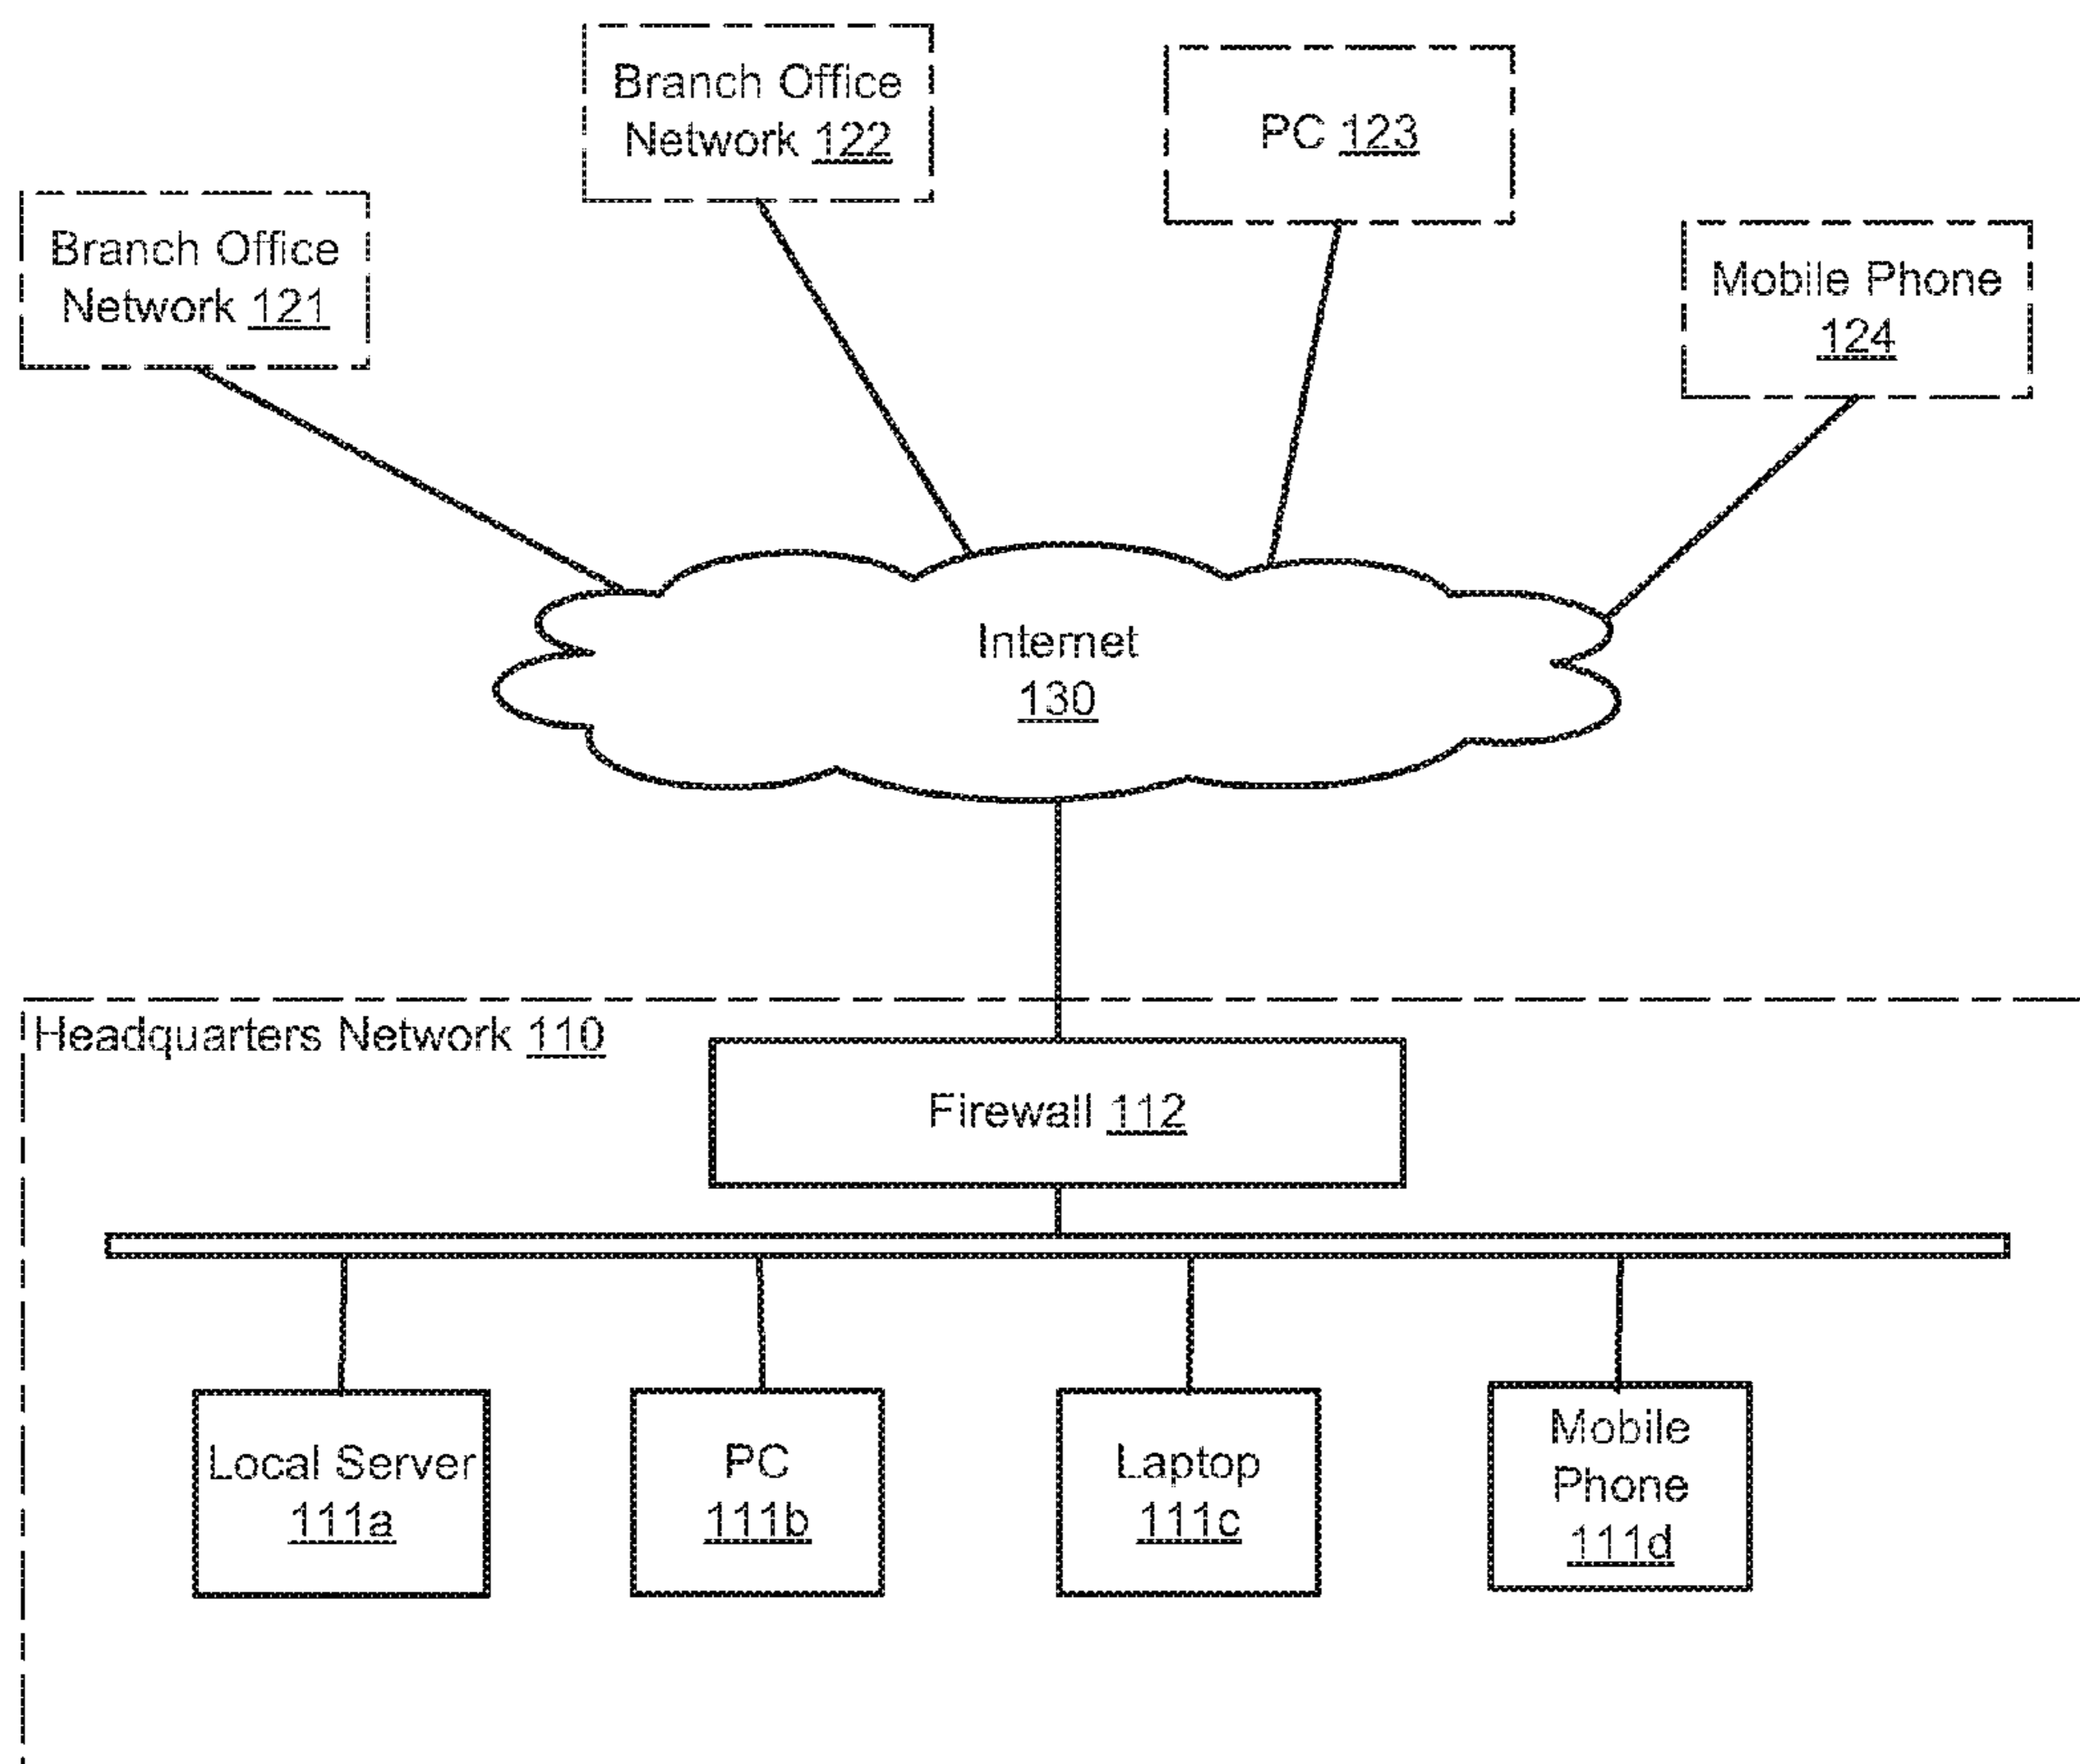 Branch Office
Network 122
PC 123
Branch Office
Network 121
Mobile Phone
124
Internet
130
Headquarters Network 110
Firewall 112
Local Server
111a
PC
111b
Laptop
111c
Mobile
Phone
111d